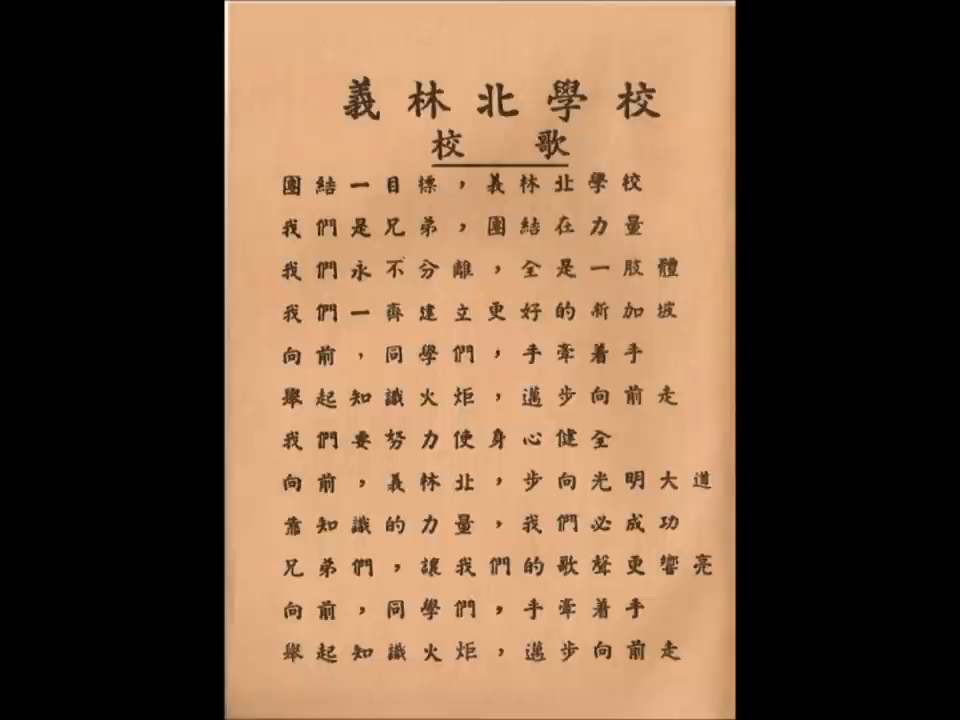 義林北學校
校歌
團結一目標，義林北學校
我們是兄弟，團結在力量
我們永不分離，全是一肢體
我們一齊建立更好的新加坡
向前，同學們，手牽着手
舉起知識火炬，邁步向前走
我們要努力使身心健全
向前，義林北，步向光明大道
靠知識的力量，我們必成功
兄弟們，讓我們的歌聲更響亮
向前，同學們，手牽着手
舉起知識火炬，邁步向前走